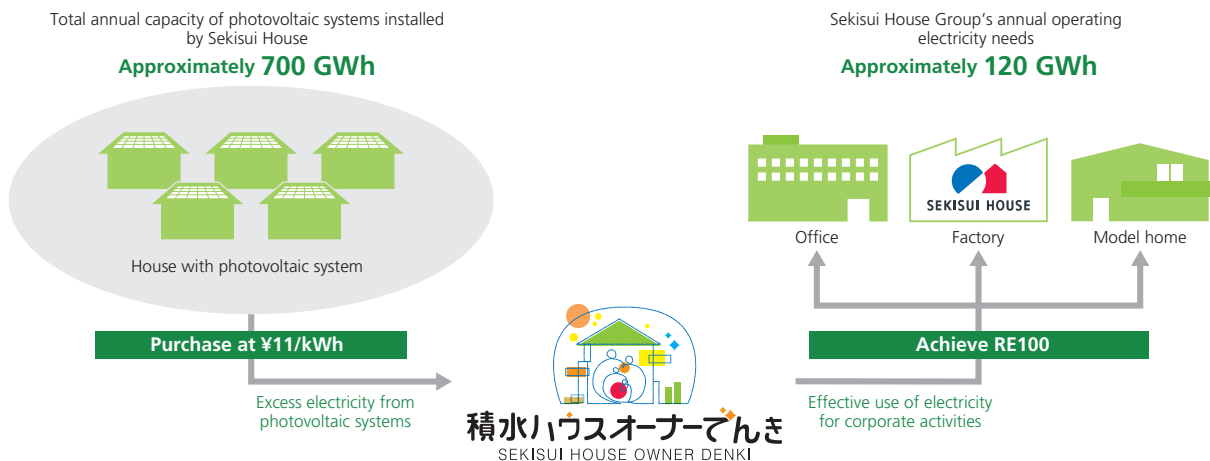 Total annual capacity of photovoltaic systems installed
by Sekisui House
Approximately 700 GWh
House with photovoltaic system
Purchase at ¥11/kWh
Excess electricity from
photovoltaic systems
積水ハウスオーナーでんき
SEKISUI HOUSE OWNER DENKI
Sekisui House Group's annual operating
electricity needs
Approximately 120 GWh
SEKISUI HOUSE
Office
Factory
Model home
Achieve RE100
Effective use of electricity
for corporate activities